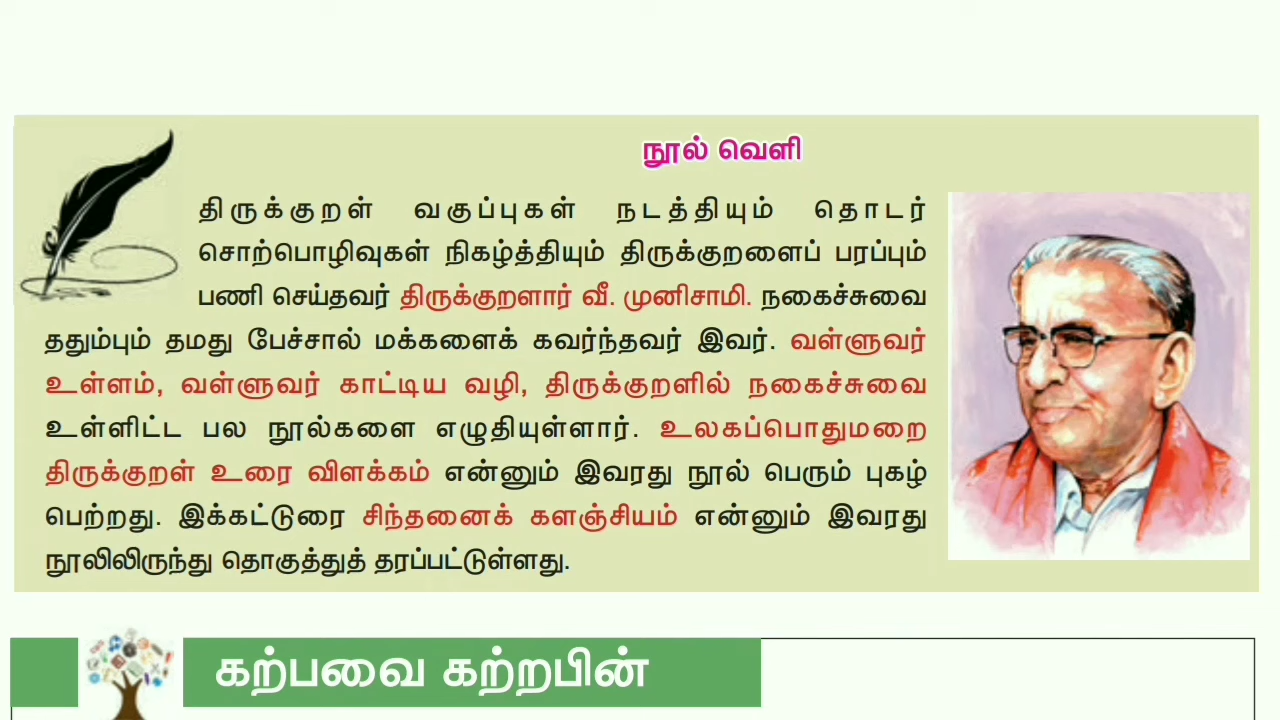 நூல் வெளி
திருக்குறள் வகுப்புகள் நடத்தியும் தொடர்
சொற்பொழிவுகள் நிகழ்த்தியும் திருக்குறளைப் பரப்பும்
பணி செய்தவர் திருக்குறளார் வீ. முனிசாமி. நகைச்சுவை
ததும்பும் தமது பேச்சால் மக்களைக் கவர்ந்தவர் இவர். வள்ளுவர்
உள்ளம், வள்ளுவர் காட்டிய வழி, திருக்குறளில் நகைச்சுவை
உள்ளிட்ட பல நூல்களை எழுதியுள்ளார். உலகப்பொதுமறை
திருக்குறள் உரை விளக்கம் என்னும் இவரது நூல் பெரும் புகழ்
பெற்றது. இக்கட்டுரை சிந்தனைக் களஞ்சியம் என்னும் இவரது
நூலிலிருந்து தொகுத்துத் தரப்பட்டுள்ளது.
கற்பவை கற்றபின்